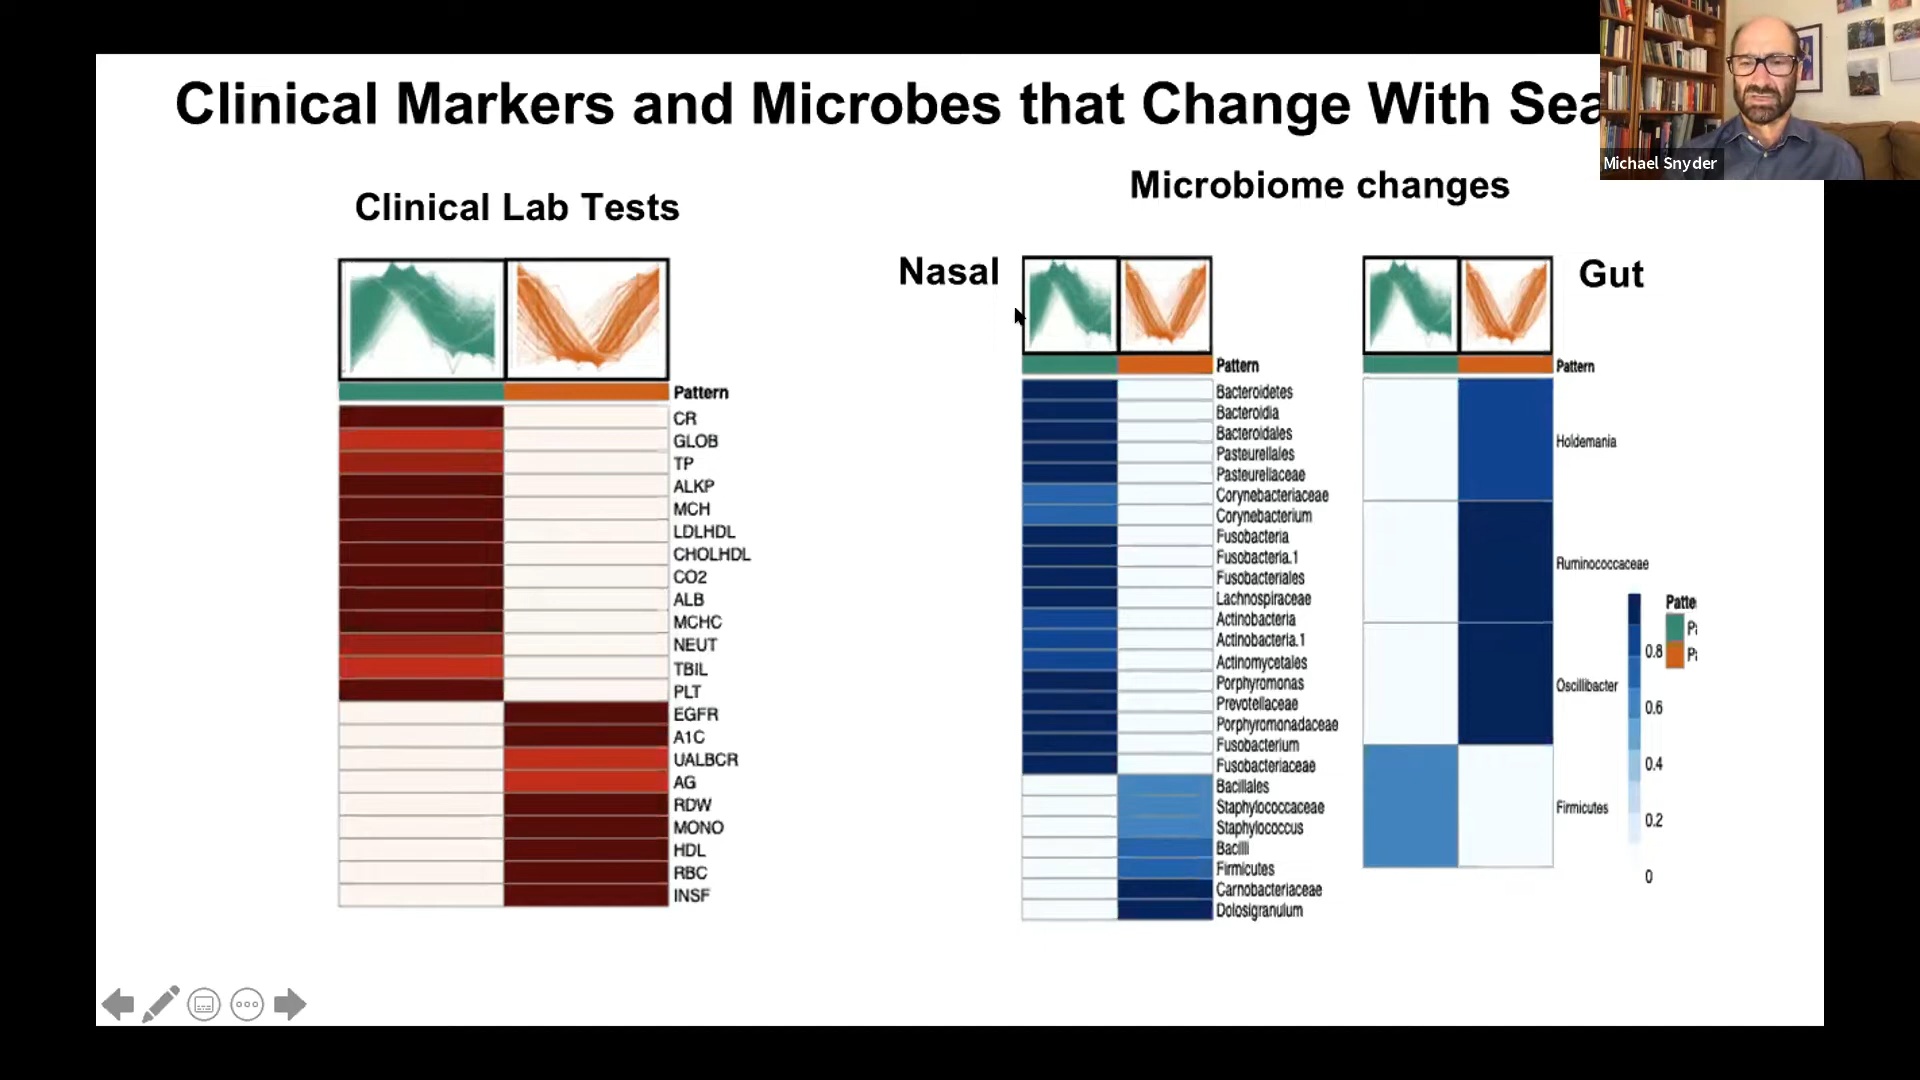 Clinical Markers and Microbes that Change With Sea
Michael Snyder
Clinical Lab Tests
Pattern
CR
GLOB
TP
ALKP
MCH
LDLHDL
CHOLHDL
CO2
ALB
MCHC
NEUT
TBIL
PLT
EGFR
A1C
UALBCR
AG
RDW
MONO
HDL
RBC
INSF
Microbiome changes
Nasal
Pattern
Bacteroidetes
Bacteroidia
Bacteroidales
Pasteurellales
Pasteurellaceae
Corynebacteriaceae
Corynebacterium
Fusobacteria
Fusobacteria.1
Fusobacteriales
Lachnospiraceae
Actinobacteria
Actinobacteria.1
Actinomycetales
Porphyromonas
Prevotellaceae
Porphyromonadaceae
Fusobacterium
Fusobacteriaceae
Bacillales
Staphylococcaceae
Staphylococcus
Bacilli
Firmicutes
Carnobacteriaceae
Dolosigranulum
Gut
Pattern
Holdemania
Ruminococcaceae
Oscillibacter
Firmicutes
0.8
0.6
0.4
0.2
0
Patte
P
P